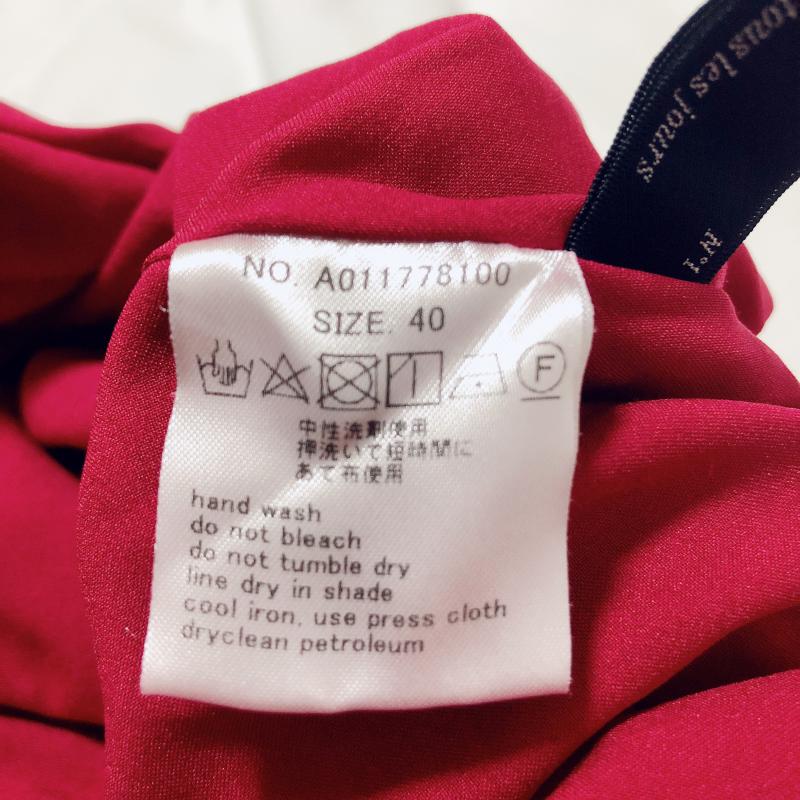 tous les jours
N°1
NO. A011778100
SIZE. 40
F
中性洗剤使用
押洗いて短時間に
あて布使用
hand wash
do not bleach
do not tumble dry
line dry in shade
cool iron, use press cloth
dryclean petroleum